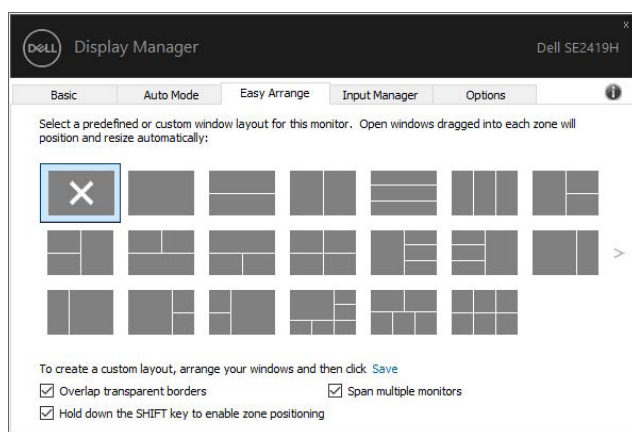 x
DELL Display Manager Dell SE2419H
Basic Auto Mode Easy Arrange Input Manager Options i
Select a predefined or custom window layout for this monitor. Open windows dragged into each zone will
position and resize automatically:
>
To create a custom layout, arrange your windows and then click Save
Overlap transparent borders Span multiple monitors
Hold down the SHIFT key to enable zone positioning